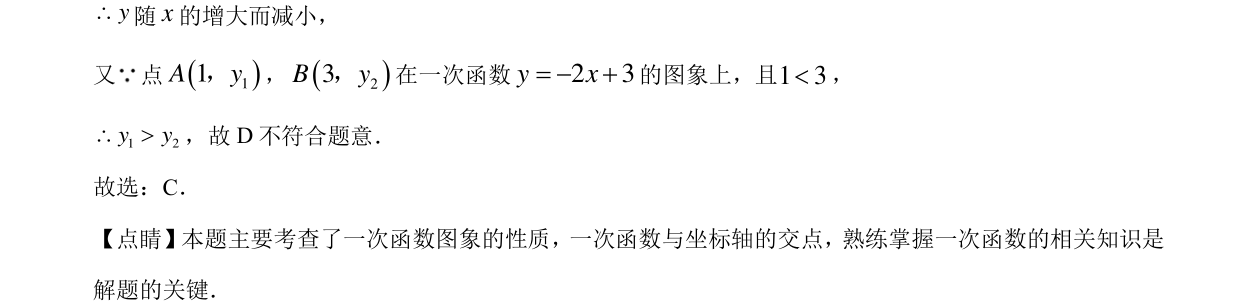 ∴ y 随 x 的增大而减小，
又∵点 A(1，y₁)，B(3，y₂) 在一次函数 y = −2x + 3 的图象上，且1 < 3，
∴ y₁ > y₂，故 D 不符合题意．
故选：C．
【点睛】本题主要考查了一次函数图象的性质，一次函数与坐标轴的交点，熟练掌握一次函数的相关知识是
解题的关键．